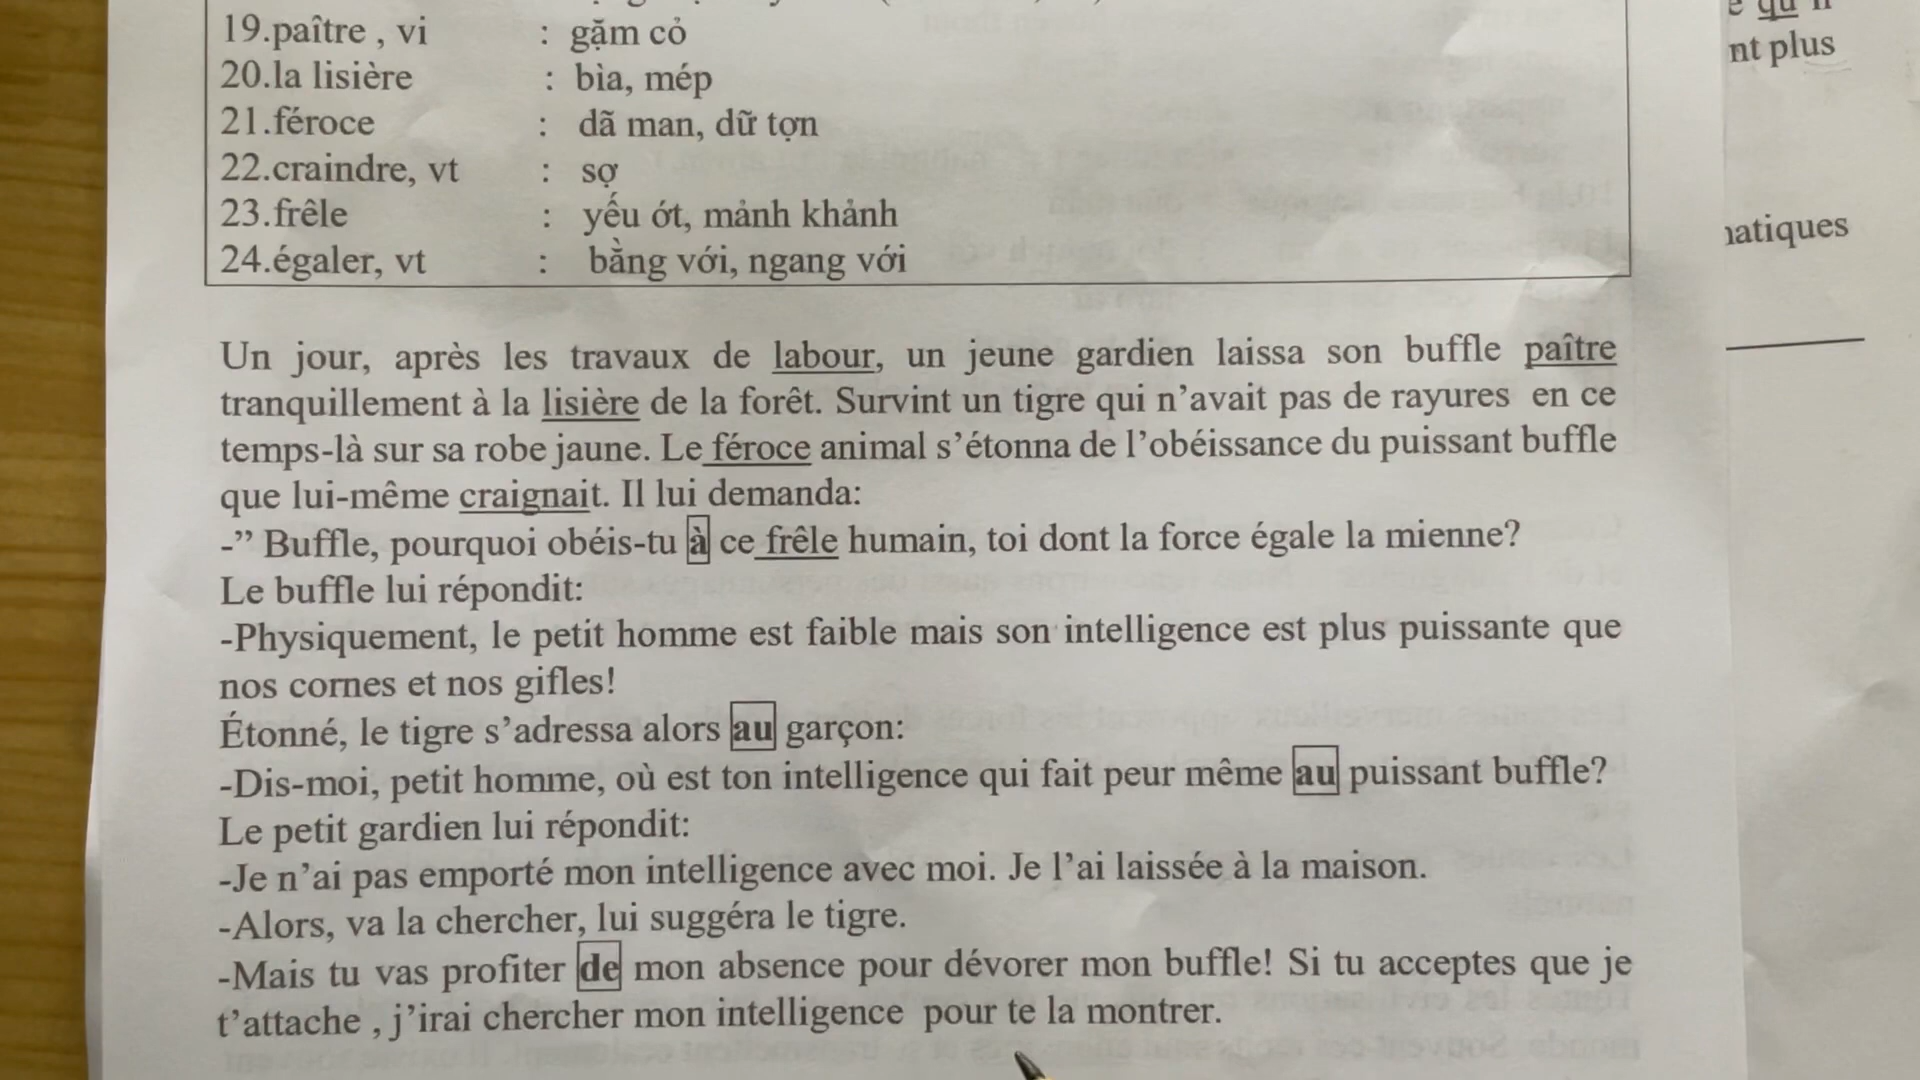 19.paître , vi : gặm cỏ
20.la lisière : bìa, mép
21.féroce : dã man, dữ tợn
22.craindre, vt : sợ
23.frêle : yếu ớt, mảnh khảnh
24.égaler, vt : bằng với, ngang với
Un jour, après les travaux de labour, un jeune gardien laissa son buffle paître
tranquillement à la lisière de la forêt. Survint un tigre qui n’avait pas de rayures en ce
temps-là sur sa robe jaune. Le féroce animal s’étonna de l’obéissance du puissant buffle
que lui-même craignait. Il lui demanda:
-” Buffle, pourquoi obéis-tu à ce frêle humain, toi dont la force égale la mienne?
Le buffle lui répondit:
-Physiquement, le petit homme est faible mais son intelligence est plus puissante que
nos cornes et nos gifles!
Étonné, le tigre s’adressa alors au garçon:
-Dis-moi, petit homme, où est ton intelligence qui fait peur même au puissant buffle?
Le petit gardien lui répondit:
-Je n’ai pas emporté mon intelligence avec moi. Je l’ai laissée à la maison.
-Alors, va la chercher, lui suggéra le tigre.
-Mais tu vas profiter de mon absence pour dévorer mon buffle! Si tu acceptes que je
t’attache , j’irai chercher mon intelligence pour te la montrer.
nt plus
atiques